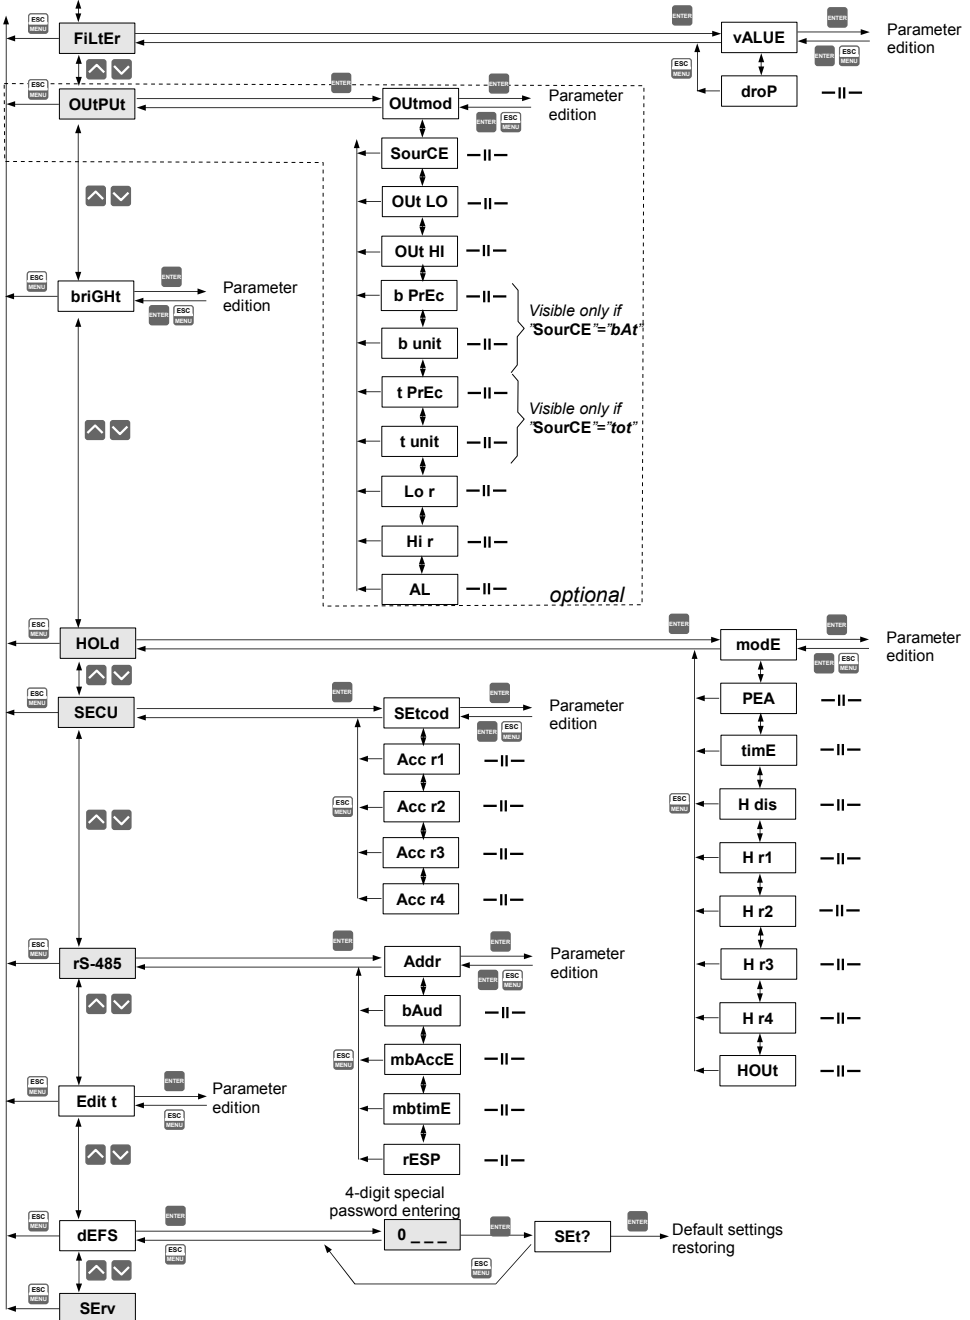 ESC
MENU
FiLtEr
ENTER
vALUE
ENTER
ENTER
ESC
MENU
Parameter
edition
ESC
MENU
droP
–II–
ESC
MENU
OUtPUt
ENTER
OUtmod
ENTER
ENTER
ESC
MENU
Parameter
edition
SourCE
–II–
OUt LO
–II–
OUt HI
–II–
ESC
MENU
briGHt
ENTER
ENTER
ESC
MENU
Parameter
edition
b PrEc
–II–
b unit
–II–
Visible only if
"SourCE"="bAt"
t PrEc
–II–
t unit
–II–
Visible only if
"SourCE"="tot"
Lo r
–II–
Hi r
–II–
AL
–II–
optional
ESC
MENU
HOLd
ENTER
modE
ENTER
ENTER
ESC
MENU
Parameter
edition
PEA
–II–
timE
–II–
ESC
MENU
H dis
–II–
H r1
–II–
H r2
–II–
H r3
–II–
H r4
–II–
HOUt
–II–
ESC
MENU
SECU
ENTER
SEtcod
ENTER
ENTER
ESC
MENU
Parameter
edition
Acc r1
–II–
ESC
MENU
Acc r2
–II–
Acc r3
–II–
Acc r4
–II–
ESC
MENU
rS-485
ENTER
Addr
ENTER
ENTER
ESC
MENU
Parameter
edition
bAud
–II–
ESC
MENU
mbAccE
–II–
mbtimE
–II–
rESP
–II–
ESC
MENU
Edit t
ENTER
ESC
MENU
Parameter
edition
ESC
MENU
dEFS
ENTER
ESC
MENU
4-digit special
password entering
0 _ _ _
ENTER
ESC
MENU
SEt?
ENTER
Default settings
restoring
ESC
MENU
SErv